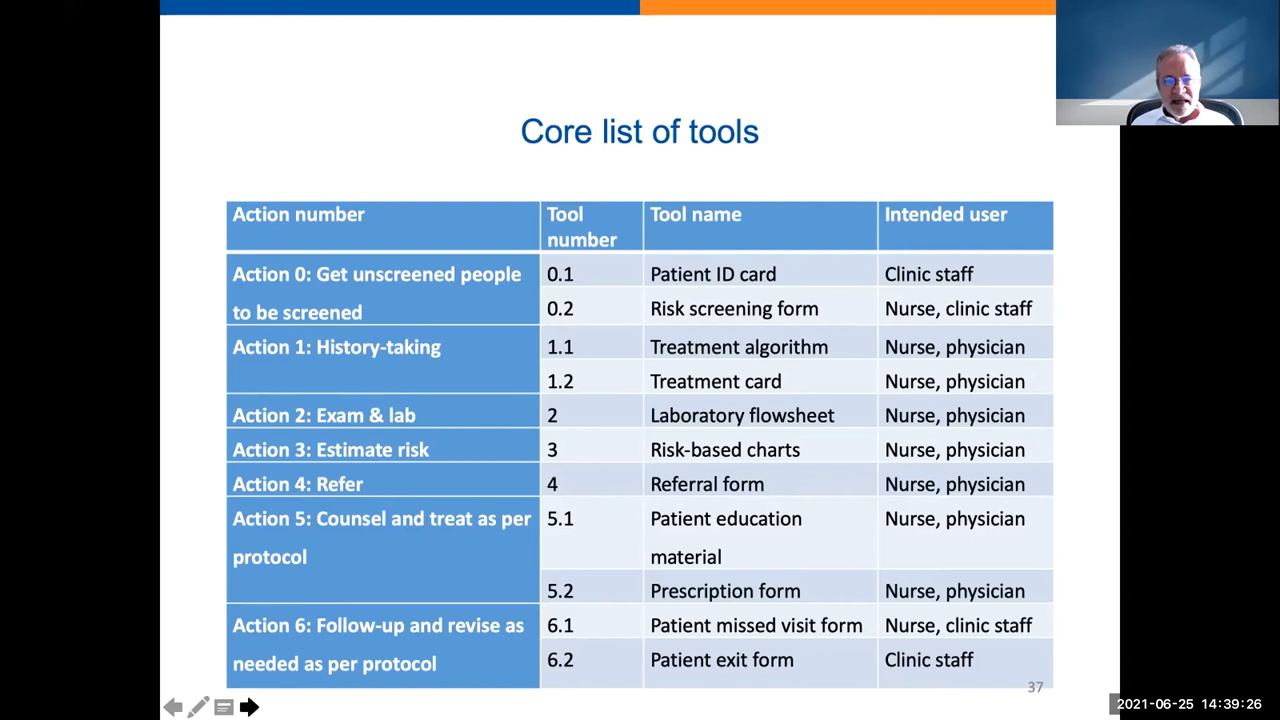 Core list of tools
Action number
Tool
number
Tool name
Intended user
Action 0: Get unscreened people
to be screened
0.1
Patient ID card
Clinic staff
0.2
Risk screening form
Nurse, clinic staff
Action 1: History-taking
1.1
Treatment algorithm
Nurse, physician
1.2
Treatment card
Nurse, physician
Action 2: Exam & lab
2
Laboratory flowsheet
Nurse, physician
Action 3: Estimate risk
3
Risk-based charts
Nurse, physician
Action 4: Refer
4
Referral form
Nurse, physician
Action 5: Counsel and treat as per
protocol
5.1
Patient education
material
Nurse, physician
5.2
Prescription form
Nurse, physician
Action 6: Follow-up and revise as
needed as per protocol
6.1
Patient missed visit form
Nurse, clinic staff
6.2
Patient exit form
Clinic staff
37
2021-06-25 14:39:26